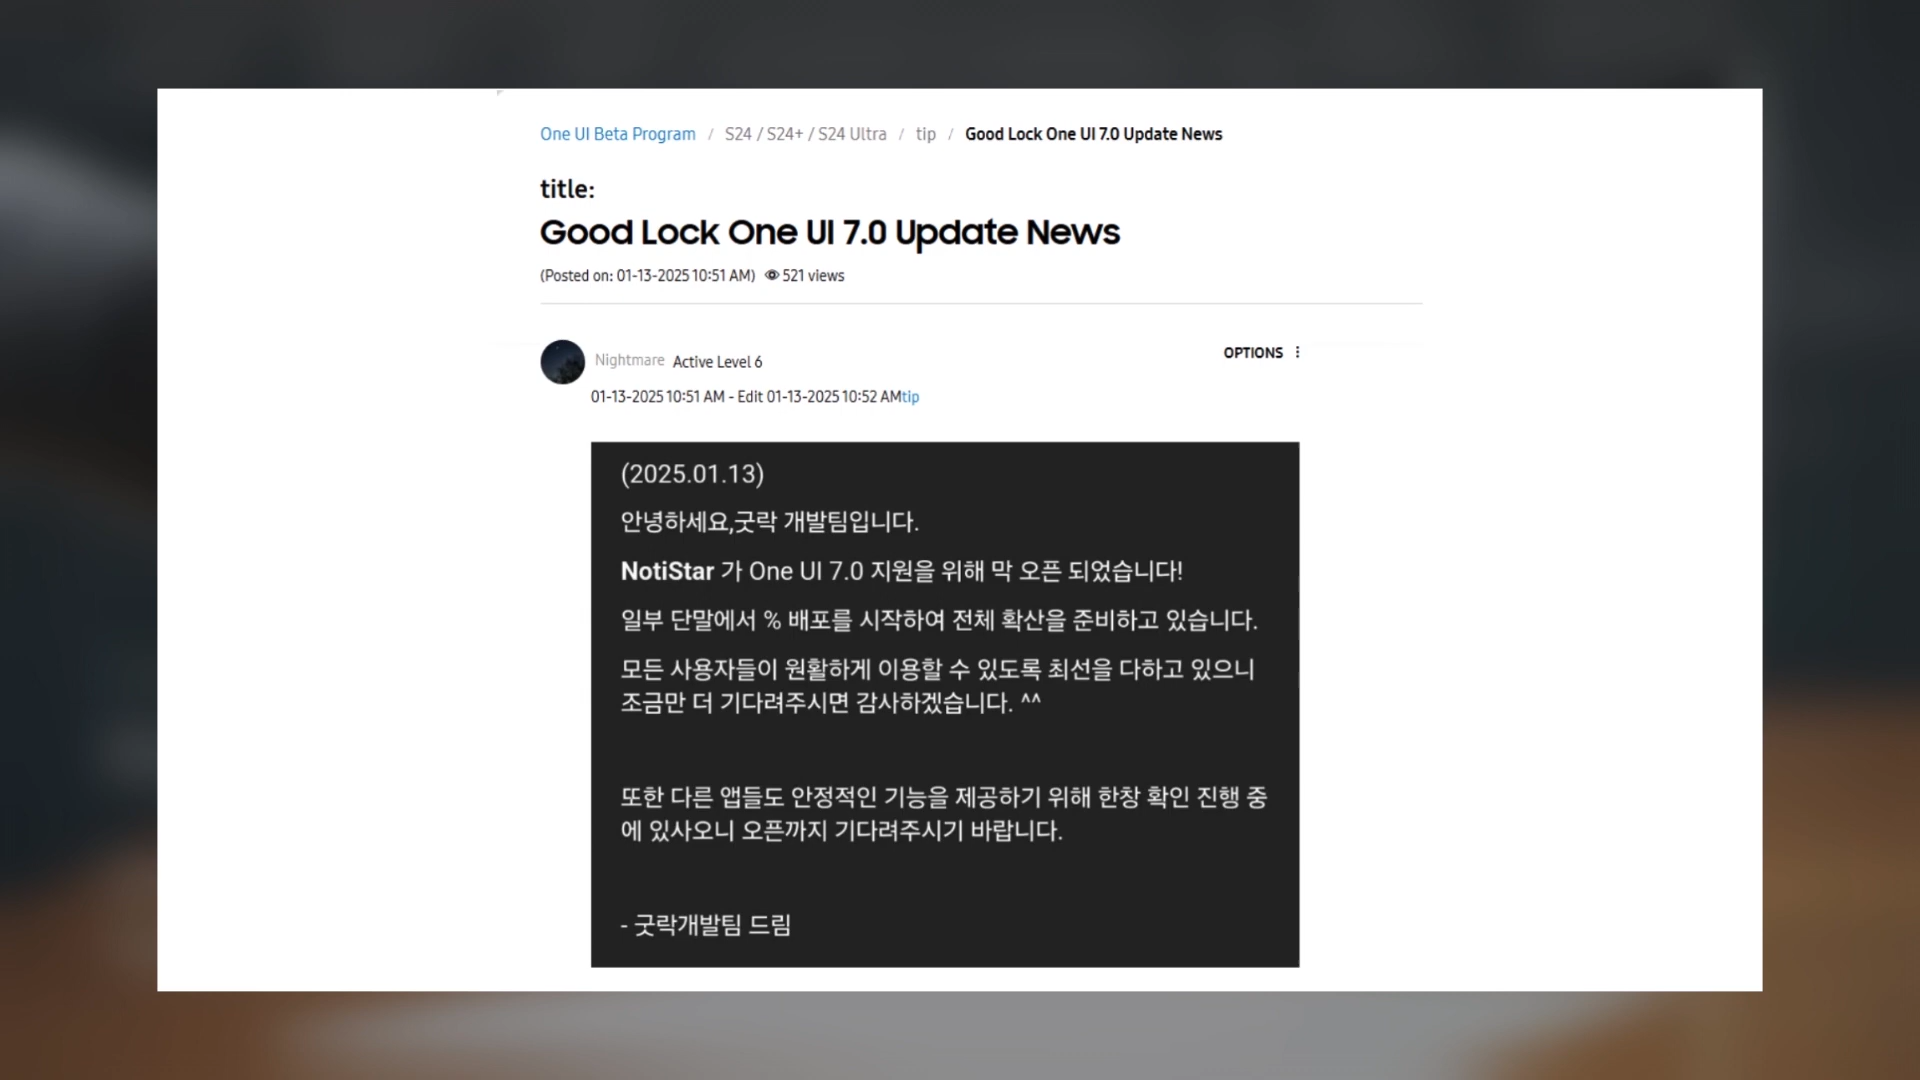 One UI Beta Program / S24 / S24+ / S24 Ultra / tip / Good Lock One UI 7.0 Update News
title:
Good Lock One UI 7.0 Update News
(Posted on: 01-13-2025 10:51 AM) 521 views
Nightmare Active Level 6
OPTIONS
01-13-2025 10:51 AM - Edit 01-13-2025 10:52 AMtip
(2025.01.13)
안녕하세요,굿락 개발팀입니다.
NotiStar 가 One UI 7.0 지원을 위해 막 오픈 되었습니다!
일부 단말에서 % 배포를 시작하여 전체 확산을 준비하고 있습니다.
모든 사용자들이 원활하게 이용할 수 있도록 최선을 다하고 있으니
조금만 더 기다려주시면 감사하겠습니다. ^^
또한 다른 앱들도 안정적인 기능을 제공하기 위해 한창 확인 진행 중
에 있사오니 오픈까지 기다려주시기 바랍니다.
- 굿락개발팀 드림